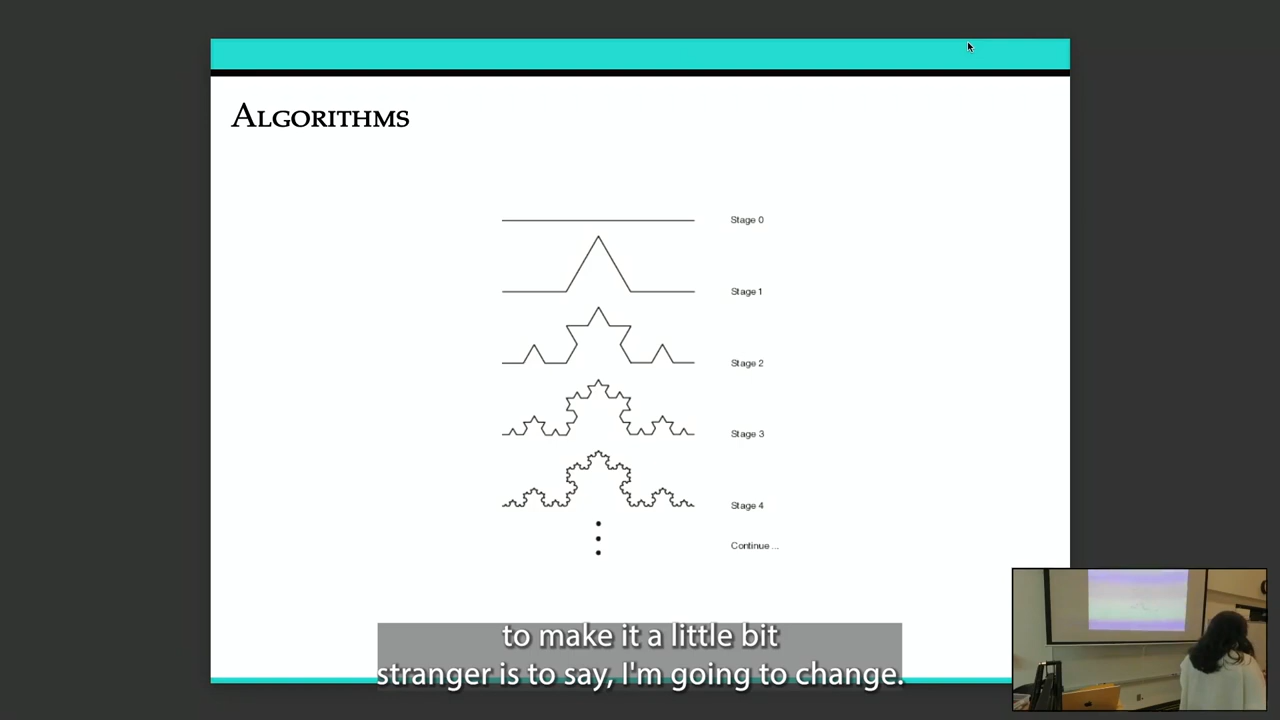 ALGORITHMS
Stage 0
Stage 1
Stage 2
Stage 3
Stage 4
Continue ...
to make it a little bit
stranger is to say, I'm going to change.